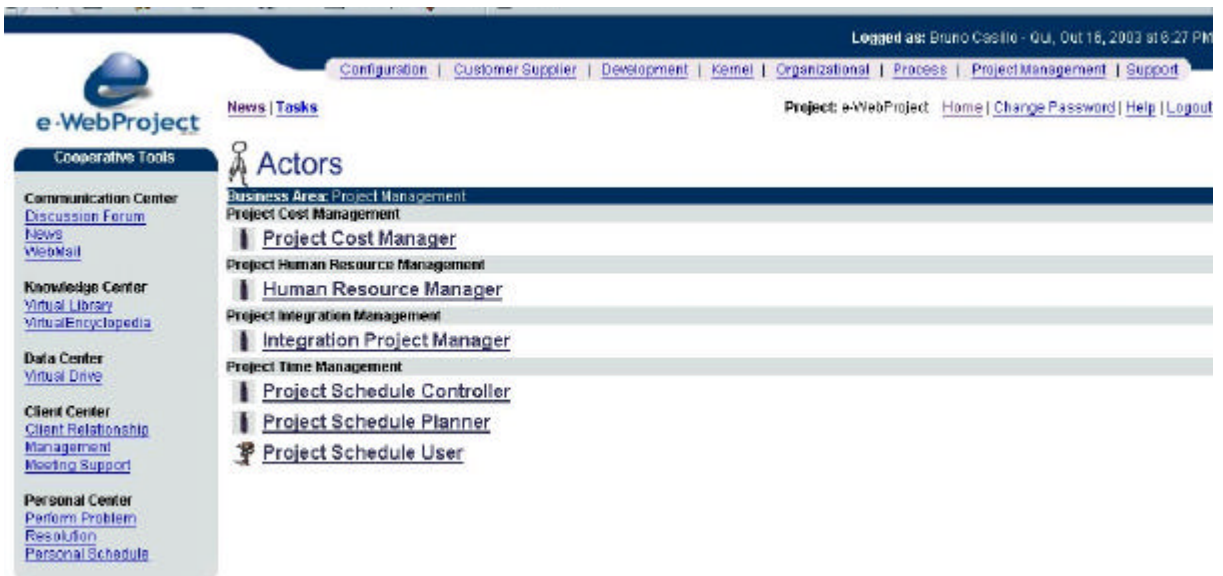 Logged as: Bruno Casillo - Qui, Out 16, 2003 at 6:27 PM
Configuration | Customer Supplier | Development | Kernel | Organizational | Process | Project Management | Support
e-WebProject
News | Tasks
Project: e-WebProject Home | Change Password | Help | Logout
Cooperative Tools
Communication Center
Discussion Forum
News
WebMail
Knowledge Center
Virtual Library
VirtualEncyclopedia
Data Center
Virtual Drive
Client Center
Client Relationship
Management
Meeting Support
Personal Center
Perform Problem
Resolution
Personal Schedule
Actors
Business Area: Project Management
Project Cost Management
Project Cost Manager
Project Human Resource Management
Human Resource Manager
Project Integration Management
Integration Project Manager
Project Time Management
Project Schedule Controller
Project Schedule Planner
Project Schedule User